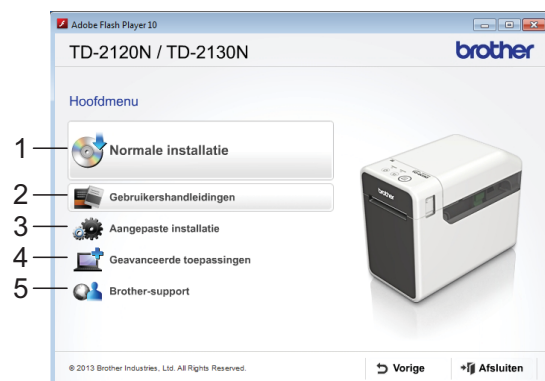 Adobe Flash Player 10
TD-2120N / TD-2130N
brother
Hoofdmenu
1 Normale installatie
2 Gebruikershandleidingen
3 Aangepaste installatie
4 Geavanceerde toepassingen
5 Brother-support
brother
© 2013 Brother Industries, Ltd. All Rights Reserved.
Vorige
Afsluiten